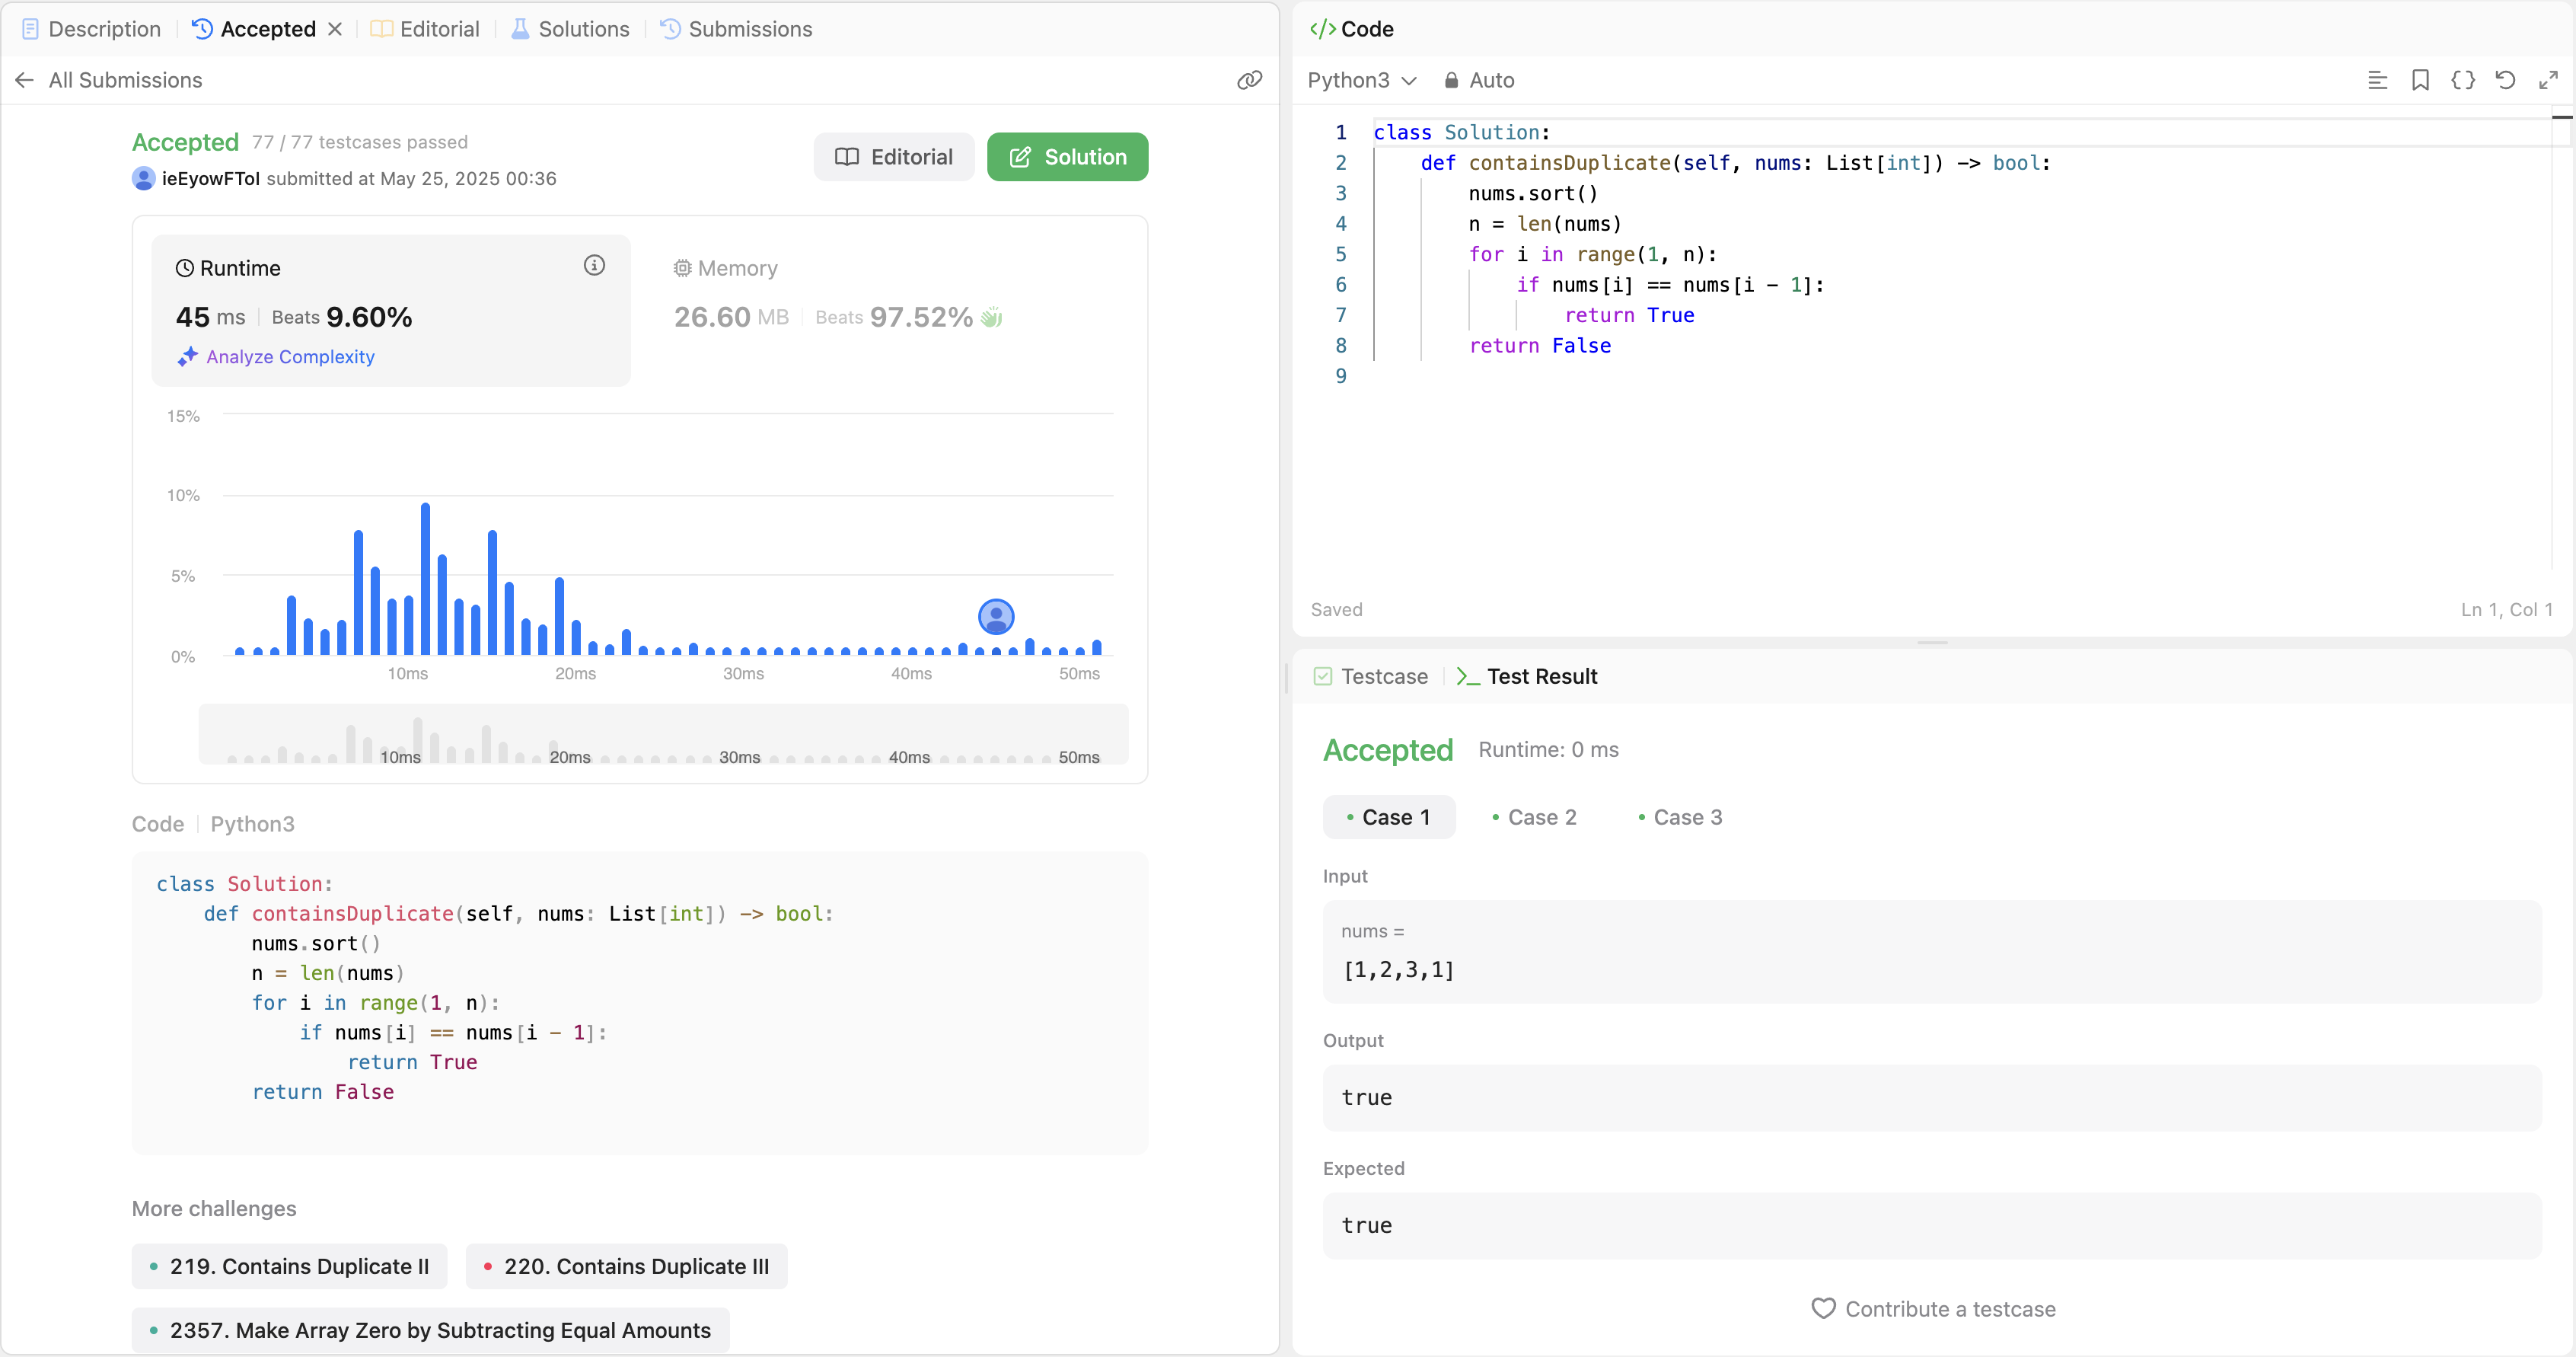 Description
Accepted
Editorial
Solutions
Submissions
All Submissions
Accepted 77 / 77 testcases passed
ieEyowFTol submitted at May 25, 2025 00:36
Editorial
Solution
Runtime
45 ms Beats 9.60%
Analyze Complexity
Memory
26.60 MB Beats 97.52%
15%
10%
5%
0%
10ms 20ms 30ms 40ms 50ms
10ms 20ms 30ms 40ms 50ms
Code Python3
class Solution:
    def containsDuplicate(self, nums: List[int]) -> bool:
        nums.sort()
        n = len(nums)
        for i in range(1, n):
            if nums[i] == nums[i - 1]:
                return True
        return False
More challenges
219. Contains Duplicate II
220. Contains Duplicate III
2357. Make Array Zero by Subtracting Equal Amounts
</> Code
Python3 Auto
1 class Solution:
2     def containsDuplicate(self, nums: List[int]) -> bool:
3         nums.sort()
4         n = len(nums)
5         for i in range(1, n):
6             if nums[i] == nums[i - 1]:
7                 return True
8         return False
9
Saved
Ln 1, Col 1
Testcase
Test Result
Accepted Runtime: 0 ms
Case 1
Case 2
Case 3
Input
nums =
[1,2,3,1]
Output
true
Expected
true
Contribute a testcase